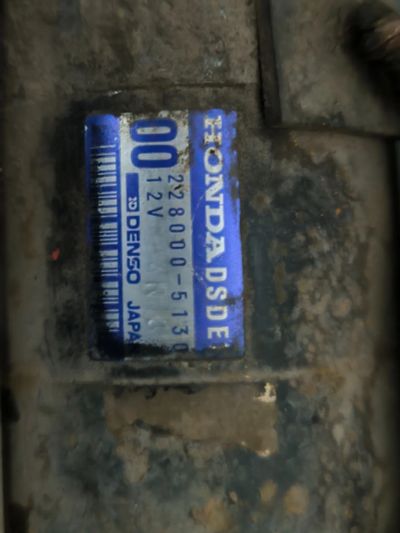 HONDA DSDE
228000-5130
00 12V
DENSO JAPAN